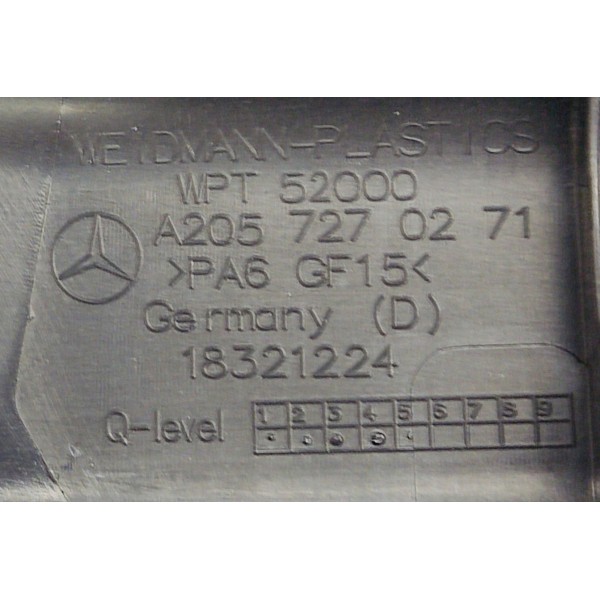 WEIDMANN-PLASTICS
WPT 52000
A205 727 02 71
>PA6 GF15<
Germany (D)
18321224
Q-level 1 2 3 4 5 6 7 8 9